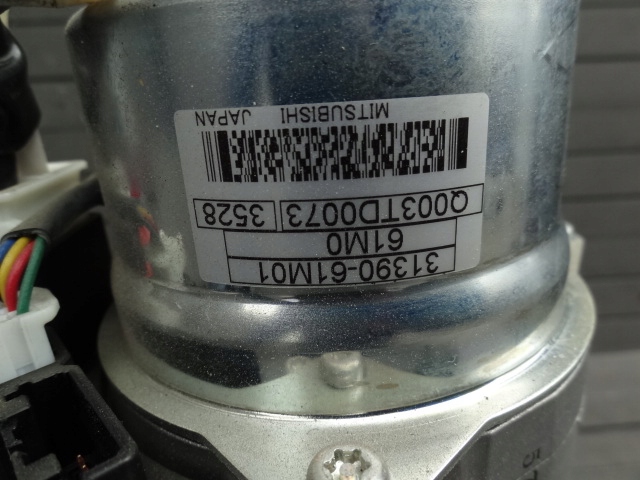 31390-61M01
61M0
Q003TD0073 3528
MITSUBISHI JAPAN